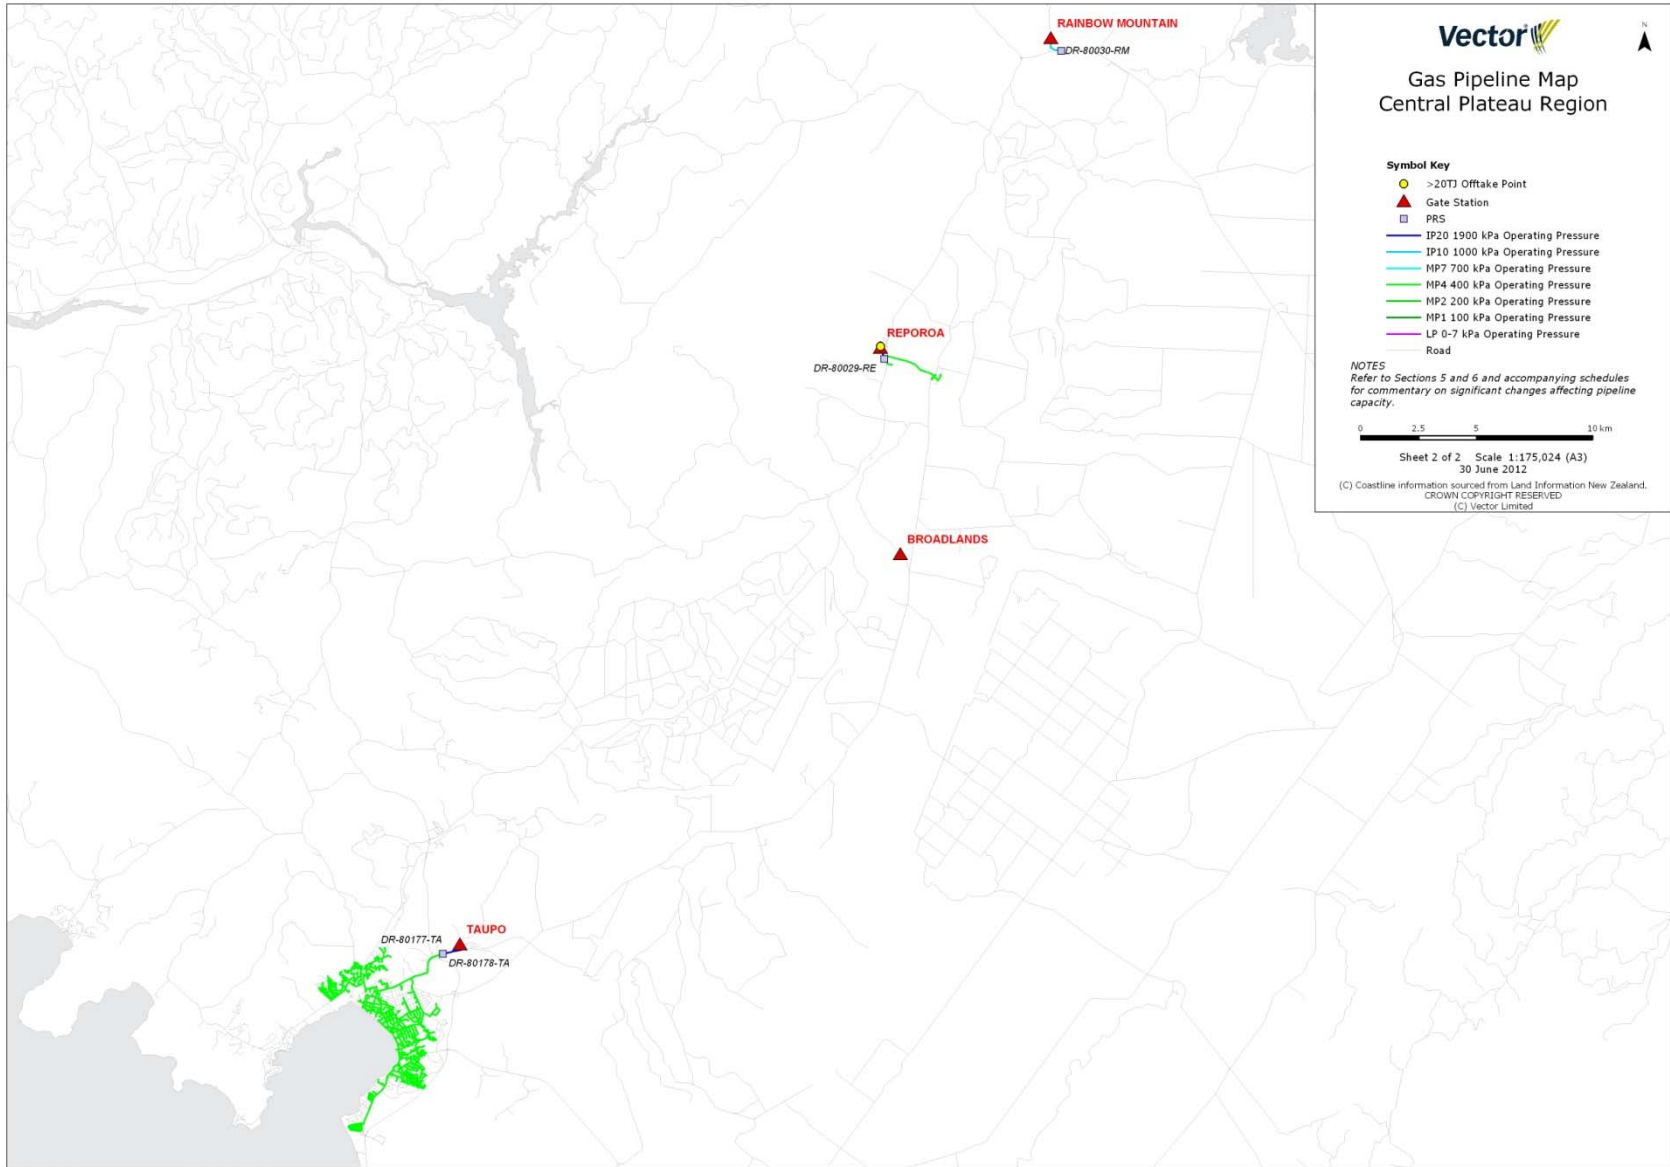 RAINBOW MOUNTAIN
DR-80030-RM
REPOROA
DR-80029-RE
BROADLANDS
TAUPO
DR-80177-TA
DR-80178-TA
Vector
N
Gas Pipeline Map
Central Plateau Region
Symbol Key
>20TJ Offtake Point
Gate Station
PRS
IP20 1900 kPa Operating Pressure
IP10 1000 kPa Operating Pressure
MP7 700 kPa Operating Pressure
MP4 400 kPa Operating Pressure
MP2 200 kPa Operating Pressure
MP1 100 kPa Operating Pressure
LP 0-7 kPa Operating Pressure
Road
NOTES
Refer to Sections 5 and 6 and accompanying schedules
for commentary on significant changes affecting pipeline
capacity.
0 2.5 5 10 km
Sheet 2 of 2 Scale 1:175,024 (A3)
30 June 2012
(C) Coastline information sourced from Land Information New Zealand.
CROWN COPYRIGHT RESERVED
(C) Vector Limited